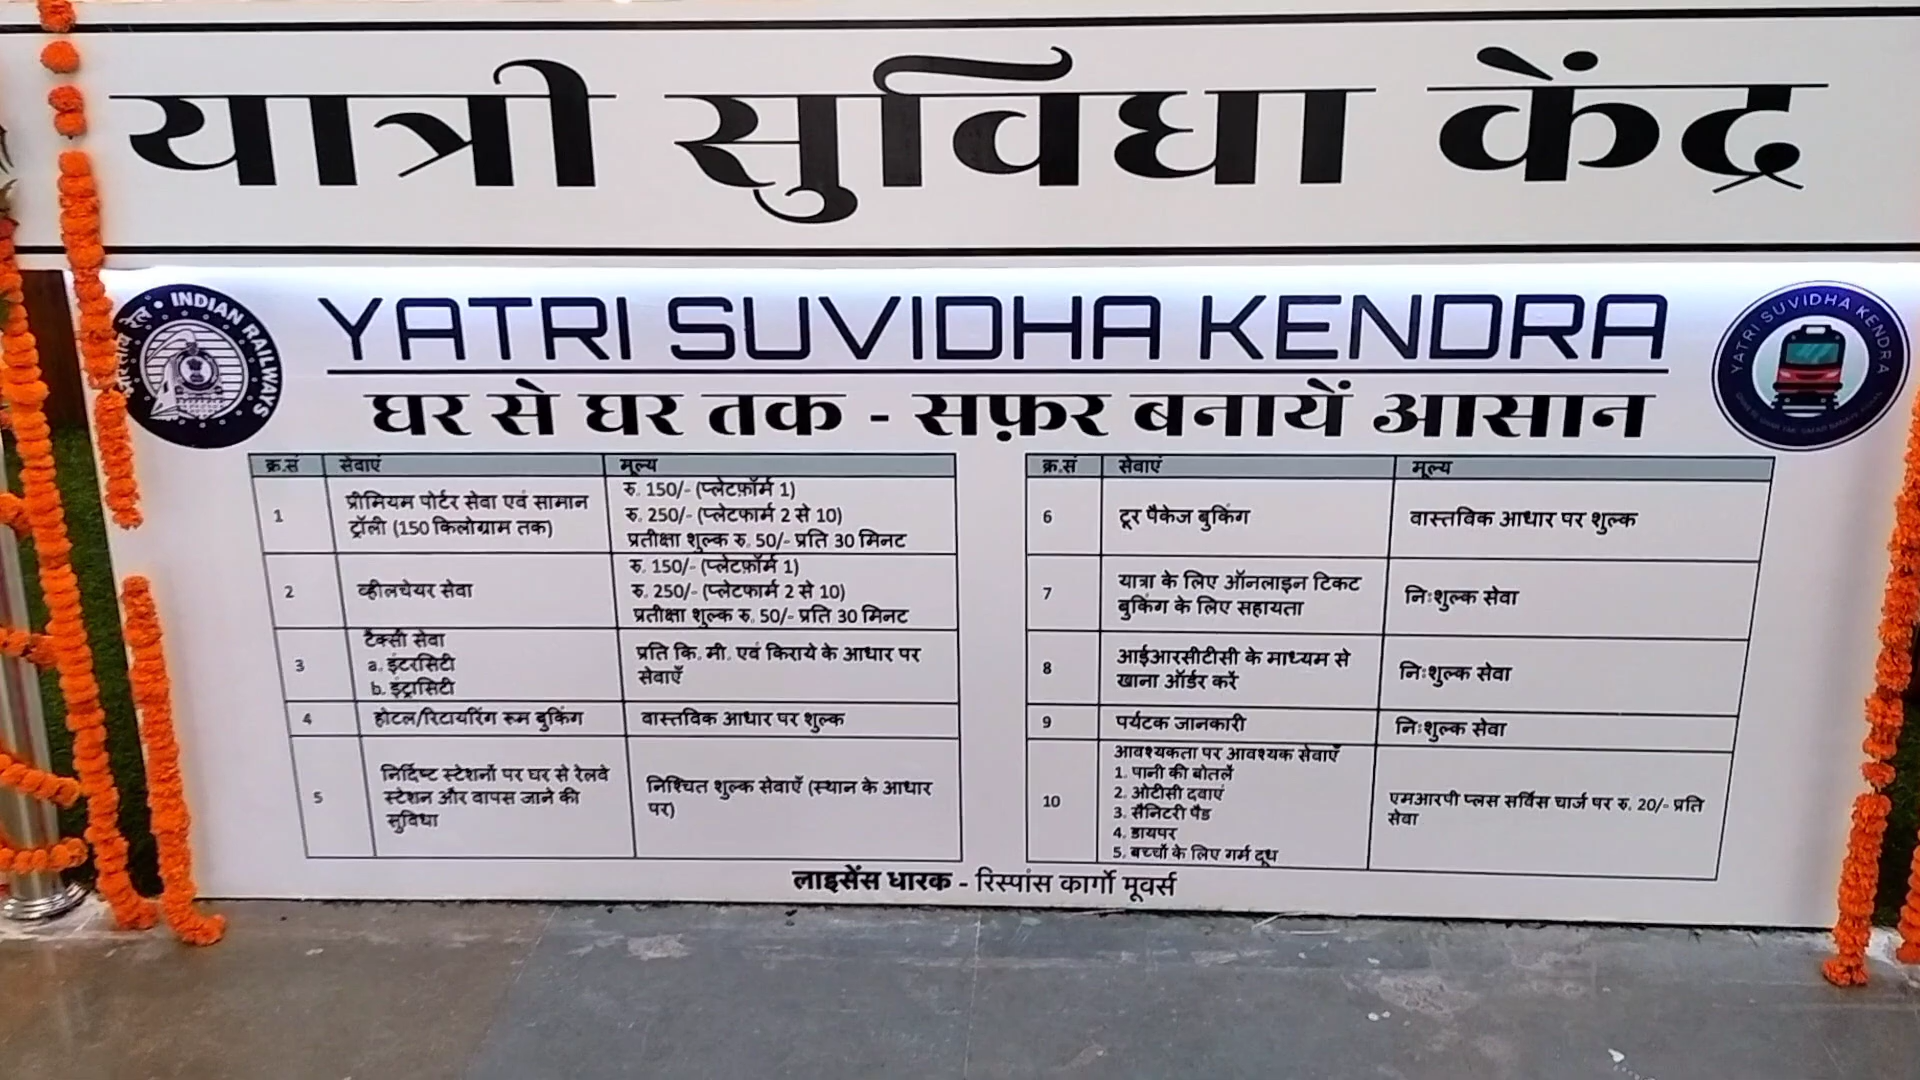 यात्री सुविधा केंद्र
भारतीय रेल • INDIAN RAILWAYS
YATRI SUVIDHA KENDRA
YATRI SUVIDHA KENDRA
घर से घर तक - सफ़र बनायें आसान
क्र.सं सेवाएं मूल्य
1 प्रीमियम पोर्टर सेवा एवं सामान
ट्रॉली (150 किलोग्राम तक)
रु. 150/- (प्लेटफ़ॉर्म 1)
रु. 250/- (प्लेटफार्म 2 से 10)
प्रतीक्षा शुल्क रु. 50/- प्रति 30 मिनट
2 व्हीलचेयर सेवा
रु. 150/- (प्लेटफ़ॉर्म 1)
रु. 250/- (प्लेटफार्म 2 से 10)
प्रतीक्षा शुल्क रु. 50/- प्रति 30 मिनट
3 टैक्सी सेवा
a. इंटरसिटी
b. इंट्रासिटी
प्रति कि. मी. एवं किराये के आधार पर
सेवाएँ
4 होटल/रिटायरिंग रूम बुकिंग वास्तविक आधार पर शुल्क
5 निर्दिष्ट स्टेशनों पर घर से रेलवे
स्टेशन और वापस जाने की
सुविधा
निश्चित शुल्क सेवाएँ (स्थान के आधार
पर)
क्र.सं सेवाएं मूल्य
6 टूर पैकेज बुकिंग वास्तविक आधार पर शुल्क
7 यात्रा के लिए ऑनलाइन टिकट
बुकिंग के लिए सहायता
निःशुल्क सेवा
8 आईआरसीटीसी के माध्यम से
खाना ऑर्डर करें
निःशुल्क सेवा
9 पर्यटक जानकारी निःशुल्क सेवा
10 आवश्यकता पर आवश्यक सेवाएँ
1. पानी की बोतलें
2. ओटीसी दवाएं
3. सैनिटरी पैड
4. डायपर
5. बच्चों के लिए गर्म दूध
एमआरपी प्लस सर्विस चार्ज पर रु. 20/- प्रति
सेवा
लाइसेंस धारक - रिस्पांस कार्गो मूवर्स